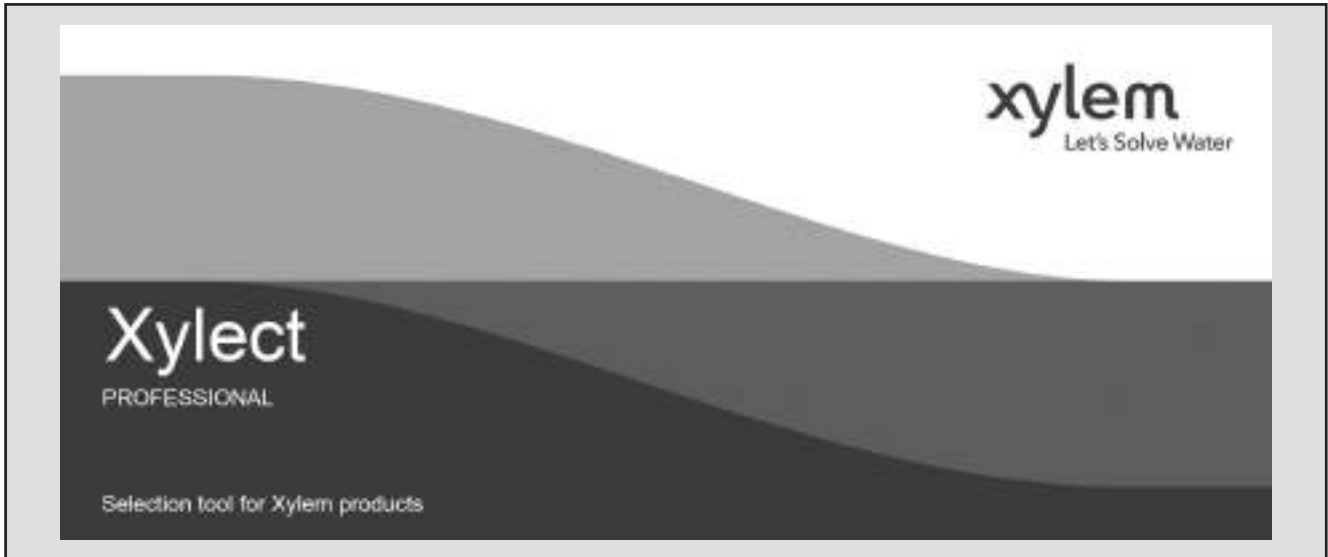 xylem
Let's Solve Water
Xylect
PROFESSIONAL
Selection tool for Xylem products